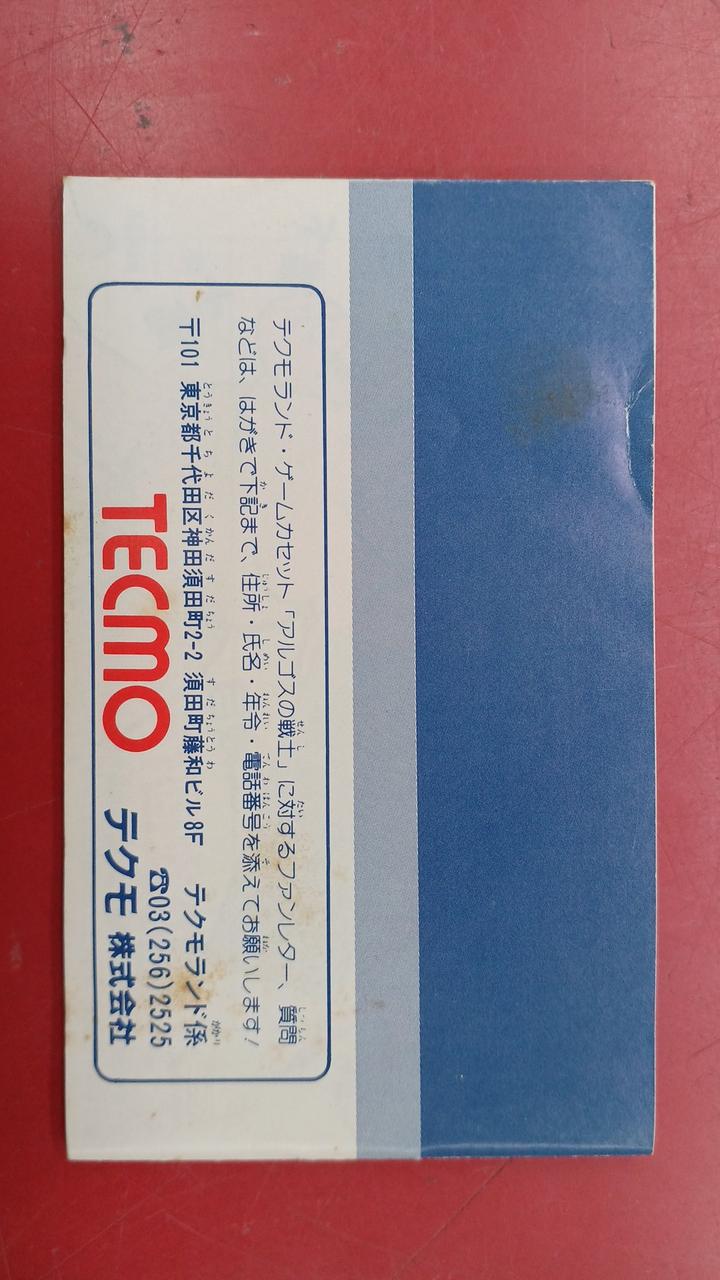 テクモランド・ゲームカセット「アルゴスの戦士」に対するファンレター、質問
などは、はがきで下記まで、住所・氏名・年令・電話番号を添えてお願いします！
〒101 東京都千代田区神田須田町2-2 須田町藤和ビル8F テクモランド係
☎03(256)2525
TECMO テクモ株式会社